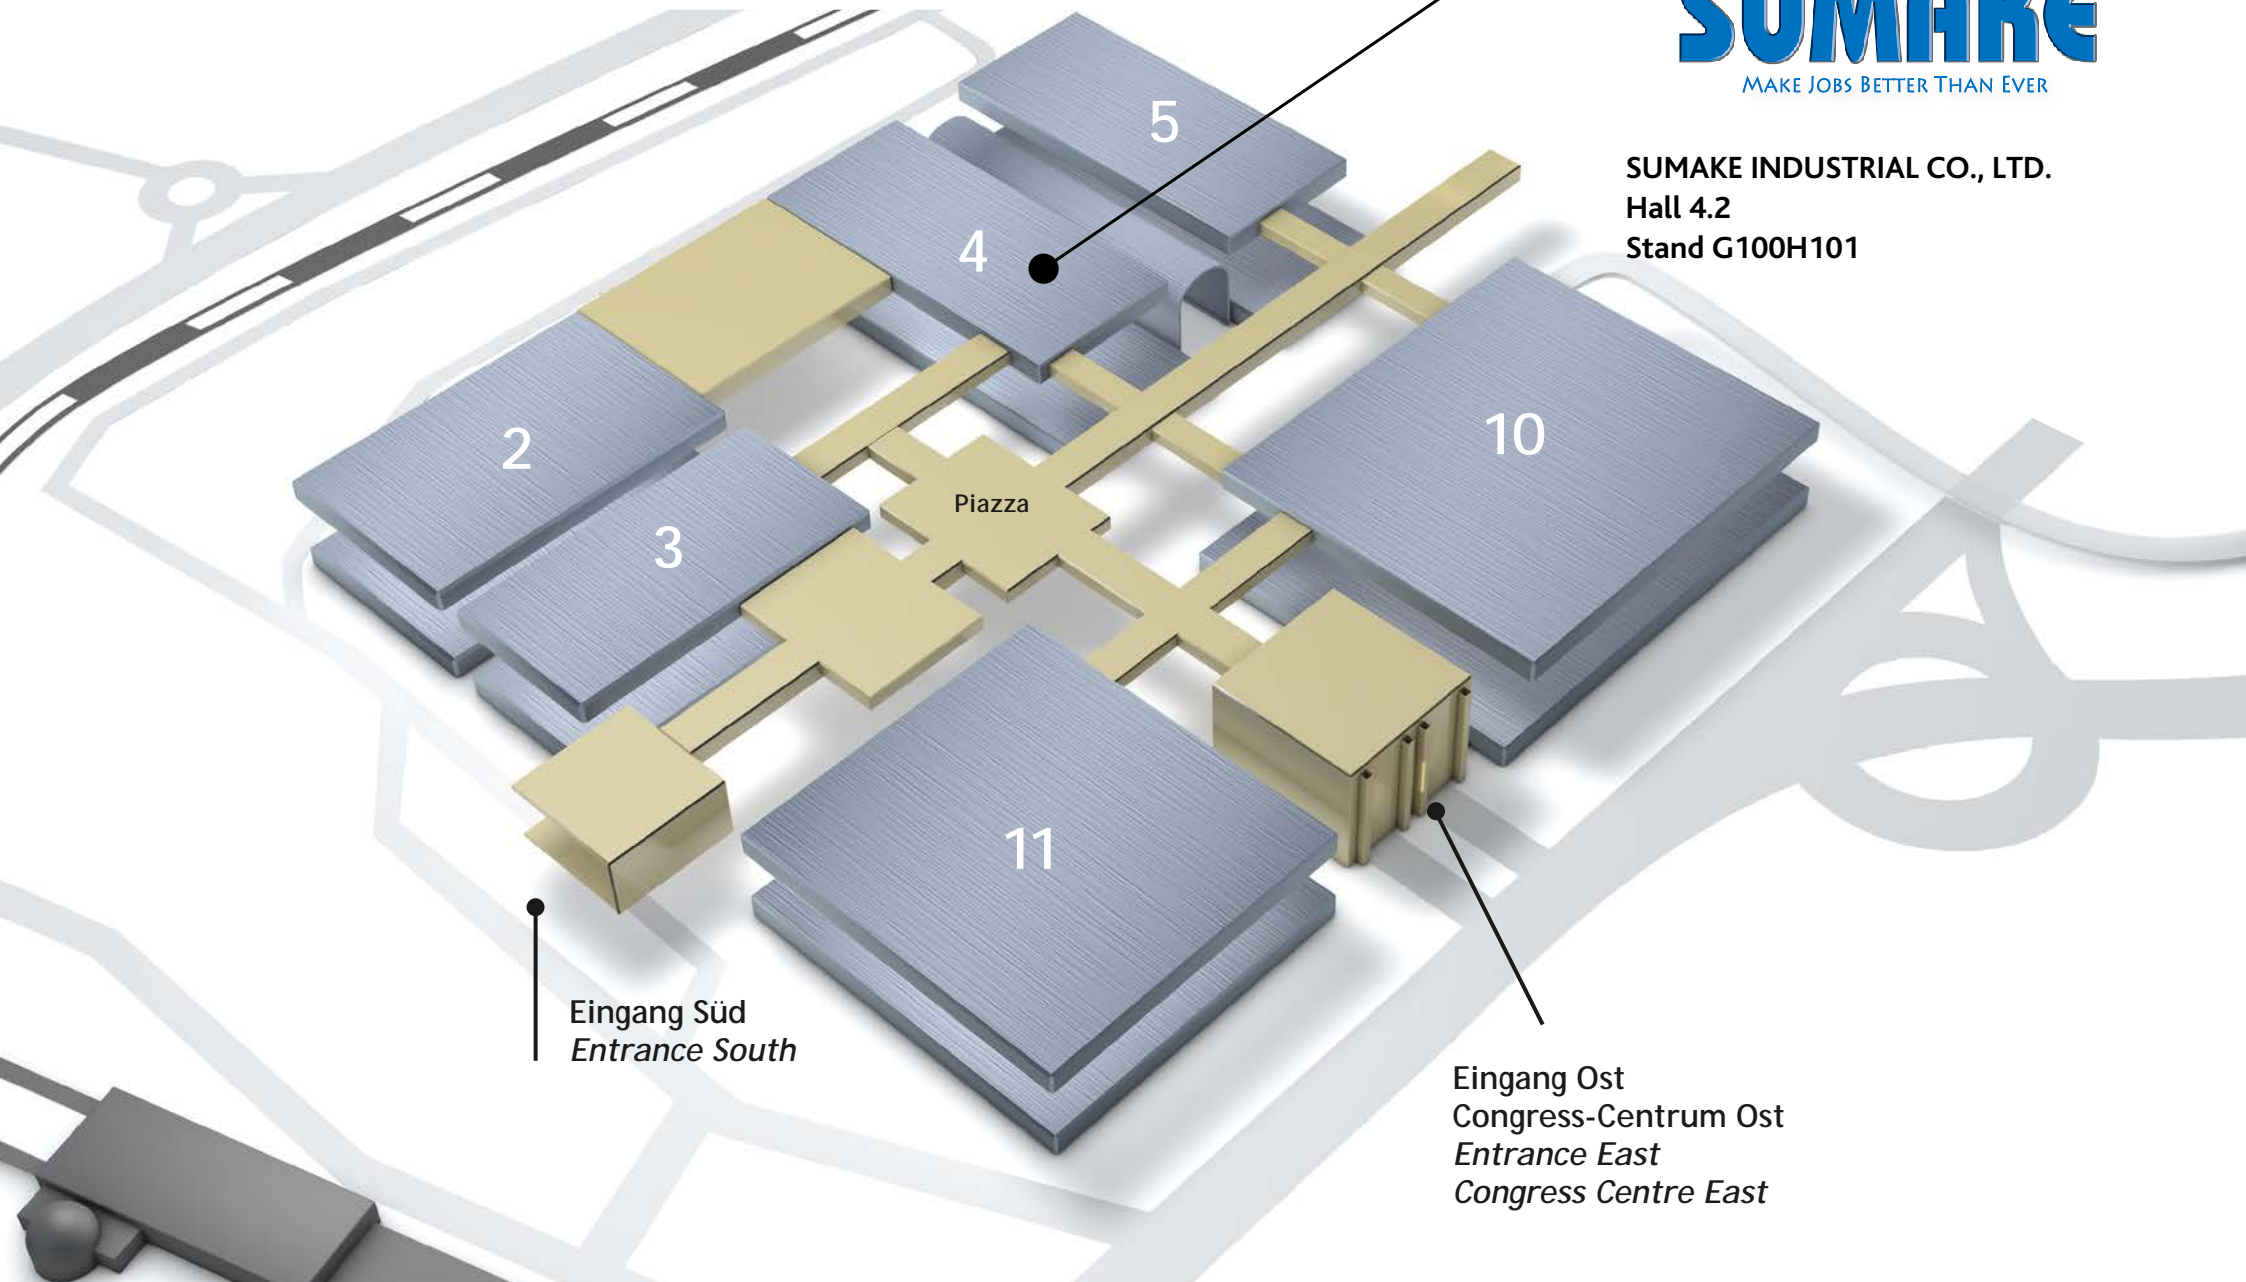 SUMAKE
MAKE JOBS BETTER THAN EVER
SUMAKE INDUSTRIAL CO., LTD.
Hall 4.2
Stand G100H101
5
4
2
10
Piazza
3
11
Eingang Süd
Entrance South
Eingang Ost
Congress-Centrum Ost
Entrance East
Congress Centre East